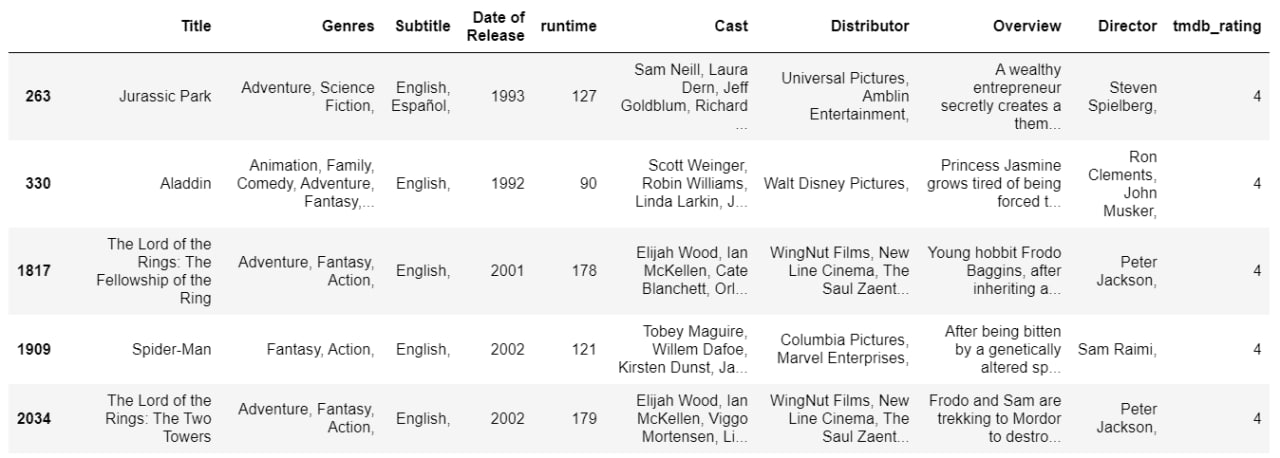 Title
Genres
Subtitle
Date of
Release
runtime
Cast
Distributor
Overview
Director
tmdb_rating
263
Jurassic Park
Adventure, Science
Fiction,
English,
Español,
1993
127
Sam Neill, Laura
Dern, Jeff
Goldblum, Richard
...
Universal Pictures,
Amblin
Entertainment,
A wealthy
entrepreneur
secretly creates a
them...
Steven
Spielberg,
4
330
Aladdin
Animation, Family,
Comedy, Adventure,
Fantasy,...
English,
1992
90
Scott Weinger,
Robin Williams,
Linda Larkin, J...
Walt Disney Pictures,
Princess Jasmine
grows tired of being
forced t...
Ron
Clements,
John
Musker,
4
1817
The Lord of the
Rings: The
Fellowship of the
Ring
Adventure, Fantasy,
Action,
English,
2001
178
Elijah Wood, Ian
McKellen, Cate
Blanchett, Orl...
WingNut Films, New
Line Cinema, The
Saul Zaent...
Young hobbit Frodo
Baggins, after
inheriting a...
Peter
Jackson,
4
1909
Spider-Man
Fantasy, Action,
English,
2002
121
Tobey Maguire,
Willem Dafoe,
Kirsten Dunst, Ja...
Columbia Pictures,
Marvel Enterprises,
After being bitten
by a genetically
altered sp...
Sam Raimi,
4
2034
The Lord of the
Rings: The Two
Towers
Adventure, Fantasy,
Action,
English,
2002
179
Elijah Wood, Ian
McKellen, Viggo
Mortensen, Li...
WingNut Films, New
Line Cinema, The
Saul Zaent...
Frodo and Sam are
trekking to Mordor
to destro...
Peter
Jackson,
4